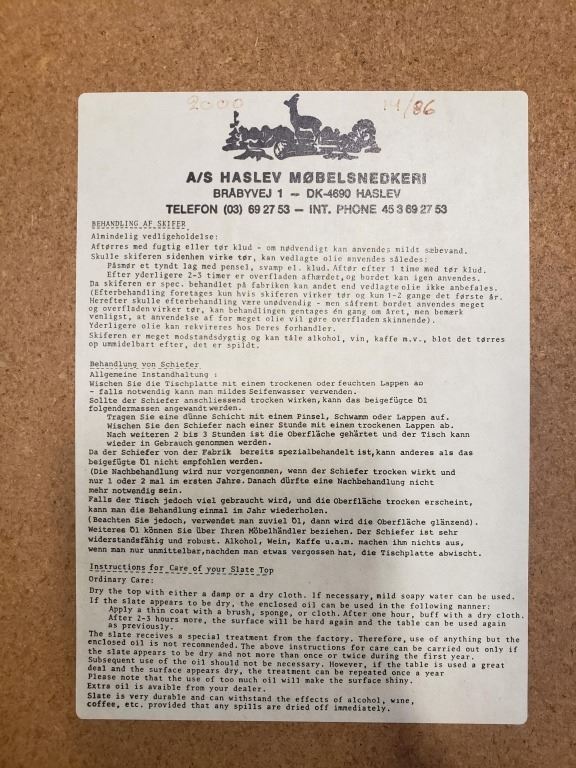 2000 11/86
A/S HASLEV MØBELSNEDKERI
BRÅBYVEJ 1 — DK-4690 HASLEV
TELEFON (03) 69 27 53 — INT. PHONE 45 3 69 27 53
BEHANDLING AF SKIFER
Almindelig vedligeholdelse:
Aftørres med fugtig eller tør klud - om nødvendigt kan anvendes mildt sæbevand.
Skulle skiferen sidenhen virke tør, kan vedlagte olie anvendes således:
Påsmør et tyndt lag med pensel, svamp el. klud. Aftør efter 1 time med tør klud.
Efter yderligere 2-3 timer er overfladen afhærdet, og bordet kan igen anvendes.
Da skiferen er spec. behandlet på fabriken kan andet end vedlagte olie ikke anbefales.
(Efterbehandling foretages kun hvis skiferen virker tør og kun 1-2 gange det første år.
Herefter skulle efterbehandling være unødvendig - men såfremt bordet anvendes meget
og overfladen virker tør, kan behandlingen gentages én gang om året, men bemærk
venligst, at anvendelse af for meget olie vil gøre overfladen skinnende).
Yderligere olie kan rekvireres hos Deres forhandler.
Skiferen er meget modstandsdygtig og kan tåle alkohol, vin, kaffe m.v., blot det tørres
op ummidelbart efter, det er spildt.
Behandlung von Schiefer
Allgemeine Instandhaltung :
Wischen Sie die Tischplatte mit einem trockenen oder feuchten Lappen ab
- falls notwendig kann man mildes Seifenwasser verwenden.
Sollte der Schiefer anschliessend trocken wirken, kann das beigefügte Öl
folgendermassen angewandt werden.
Tragen Sie eine dünne Schicht mit einem Pinsel, Schwamm oder Lappen auf.
Wischen Sie den Schiefer nach einer Stunde mit einem trockenen Lappen ab.
Nach weiteren 2 bis 3 Stunden ist die Oberfläche gehärtet und der Tisch kann
wieder in Gebrauch genommen werden.
Da der Schiefer von der Fabrik bereits spezialbehandelt ist, kann anderes als das
beigefügte Öl nicht empfohlen werden.
(Die Nachbehandlung wird nur vorgenommen, wenn der Schiefer trocken wirkt und
nur 1 oder 2 mal im ersten Jahre. Danach dürfte eine Nachbehandlung nicht
mehr notwendig sein.
Falls der Tisch jedoch viel gebraucht wird, und die Oberfläche trocken erscheint,
kann man die Behandlung einmal im Jahr wiederholen.
(Beachten Sie jedoch, verwendet man zuviel Öl, dann wird die Oberfläche glänzend).
Weiteres Öl können Sie über Ihren Möbelhändler beziehen. Der Schiefer ist sehr
widerstandsfähig und robust. Alkohol, Wein, Kaffe u.a.m. machen ihm nichts aus,
wenn man nur unmittelbar, nachden man etwas vergossen hat, die Tischplatte abwischt.
Instructions for Care of your Slate Top
Ordinary Care:
Dry the top with either a damp or a dry cloth. If necessary, mild soapy water can be used.
If the slate appears to be dry, the enclosed oil can be used in the following manner:
Apply a thin coat with a brush, sponge, or cloth. After one hour, buff with a dry cloth.
After 2-3 hours more, the surface will be hard again and the table can be used again
as previously.
The slate receives a special treatment from the factory. Therefore, use of anything but the
enclosed oil is not recommended. The above instructions for care can be carried out only if
the slate appears to be dry and not more than once or twice during the first year.
Subsequent use of the oil should not be necessary. However, if the table is used a great
deal and the surface appears dry, the treatment can be repeated once a year
Please note that the use of too much oil will make the surface shiny.
Extra oil is avaible from your dealer.
Slate is very durable and can withstand the effects of alcohol, wine,
coffee, etc. provided that any spills are dried off immediately.